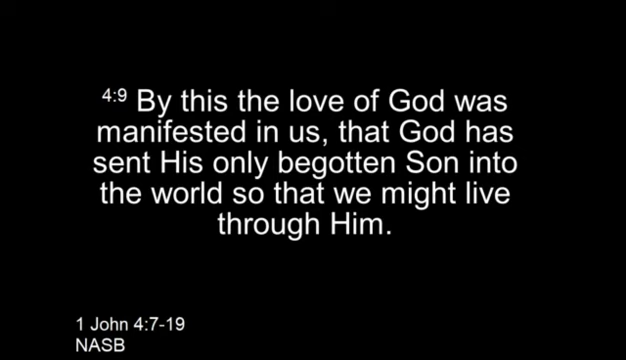 4:9 By this the love of God was
manifested in us, that God has
sent His only begotten Son into
the world so that we might live
through Him.
1 John 4:7-19
NASB